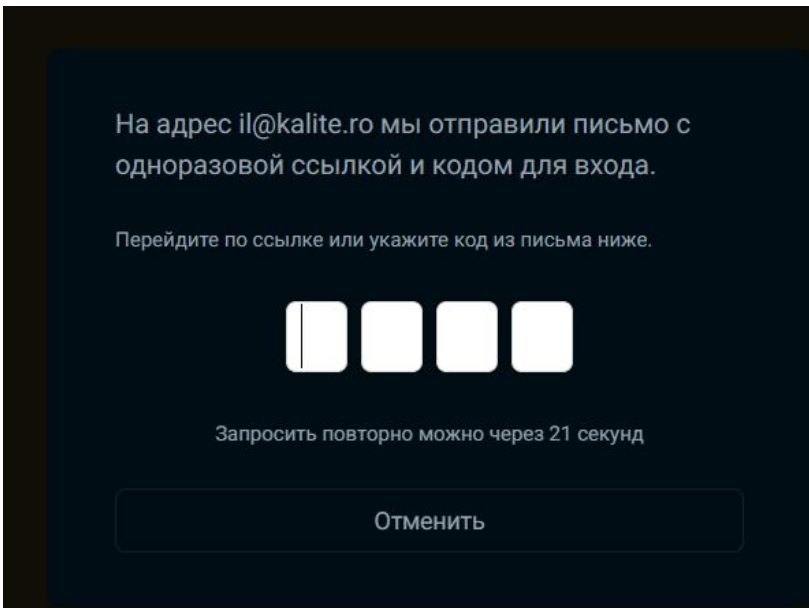 На адрес il@kalite.ro мы отправили письмо с
одноразовой ссылкой и кодом для входа.
Перейдите по ссылке или укажите код из письма ниже.
Запросить повторно можно через 21 секунд
Отменить